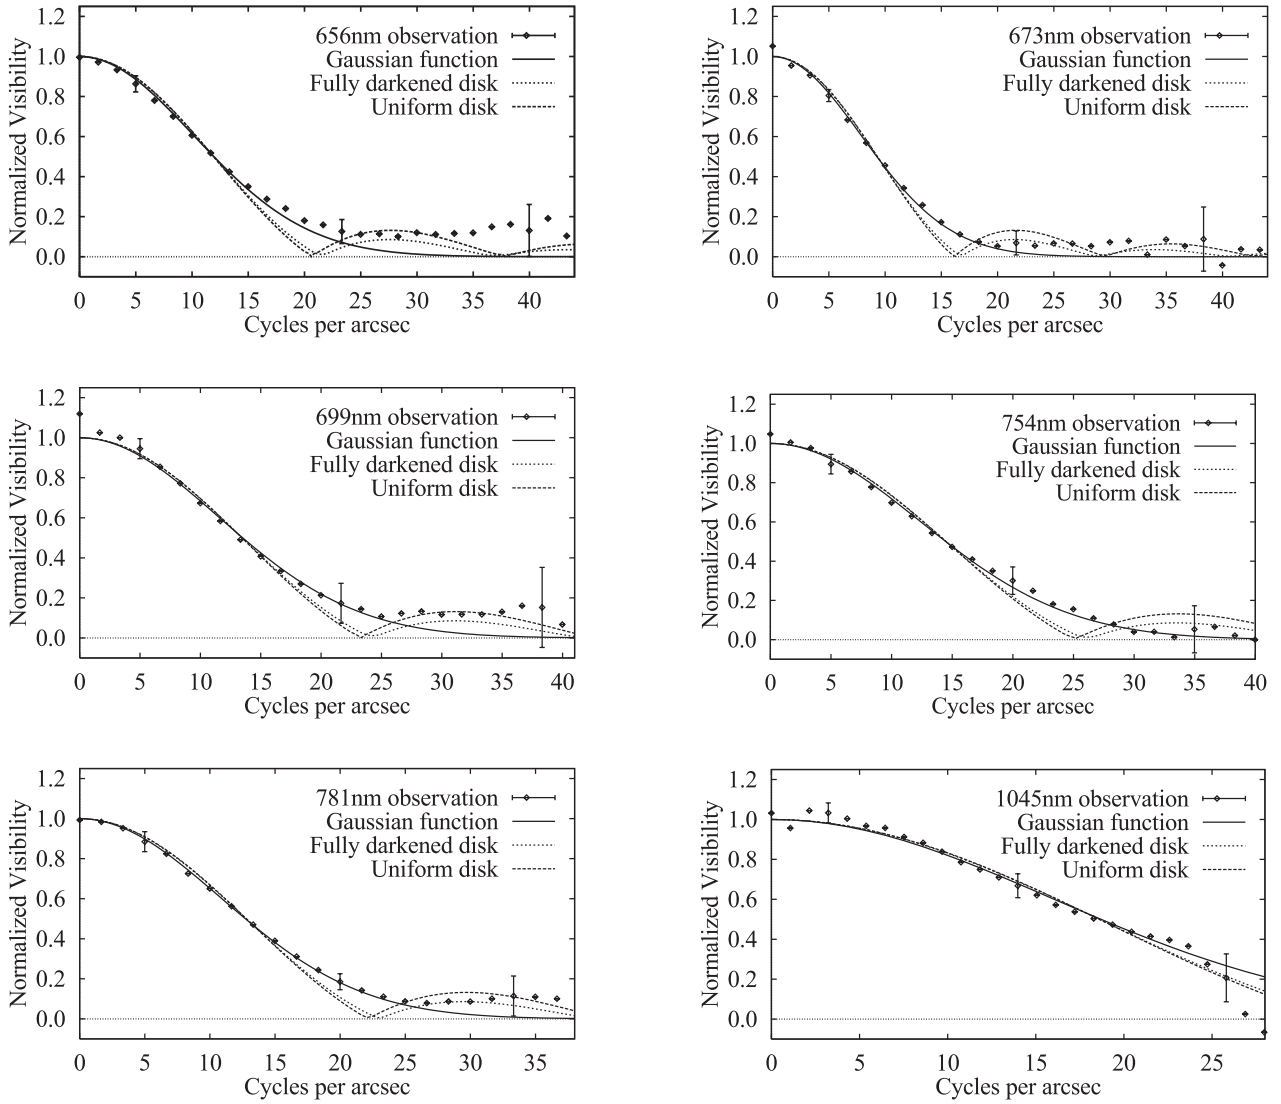 1.2
1.0
0.8
0.6
0.4
0.2
0.0
Normalized Visibility
656nm observation
Gaussian function
Fully darkened disk
Uniform disk
0 5 10 15 20 25 30 35 40
Cycles per arcsec
1.2
1.0
0.8
0.6
0.4
0.2
0.0
Normalized Visibility
673nm observation
Gaussian function
Fully darkened disk
Uniform disk
0 5 10 15 20 25 30 35 40
Cycles per arcsec
1.2
1.0
0.8
0.6
0.4
0.2
0.0
Normalized Visibility
699nm observation
Gaussian function
Fully darkened disk
Uniform disk
0 5 10 15 20 25 30 35 40
Cycles per arcsec
1.2
1.0
0.8
0.6
0.4
0.2
0.0
Normalized Visibility
754nm observation
Gaussian function
Fully darkened disk
Uniform disk
0 5 10 15 20 25 30 35 40
Cycles per arcsec
1.2
1.0
0.8
0.6
0.4
0.2
0.0
Normalized Visibility
781nm observation
Gaussian function
Fully darkened disk
Uniform disk
0 5 10 15 20 25 30 35
Cycles per arcsec
1.2
1.0
0.8
0.6
0.4
0.2
0.0
Normalized Visibility
1045nm observation
Gaussian function
Fully darkened disk
Uniform disk
0 5 10 15 20 25
Cycles per arcsec